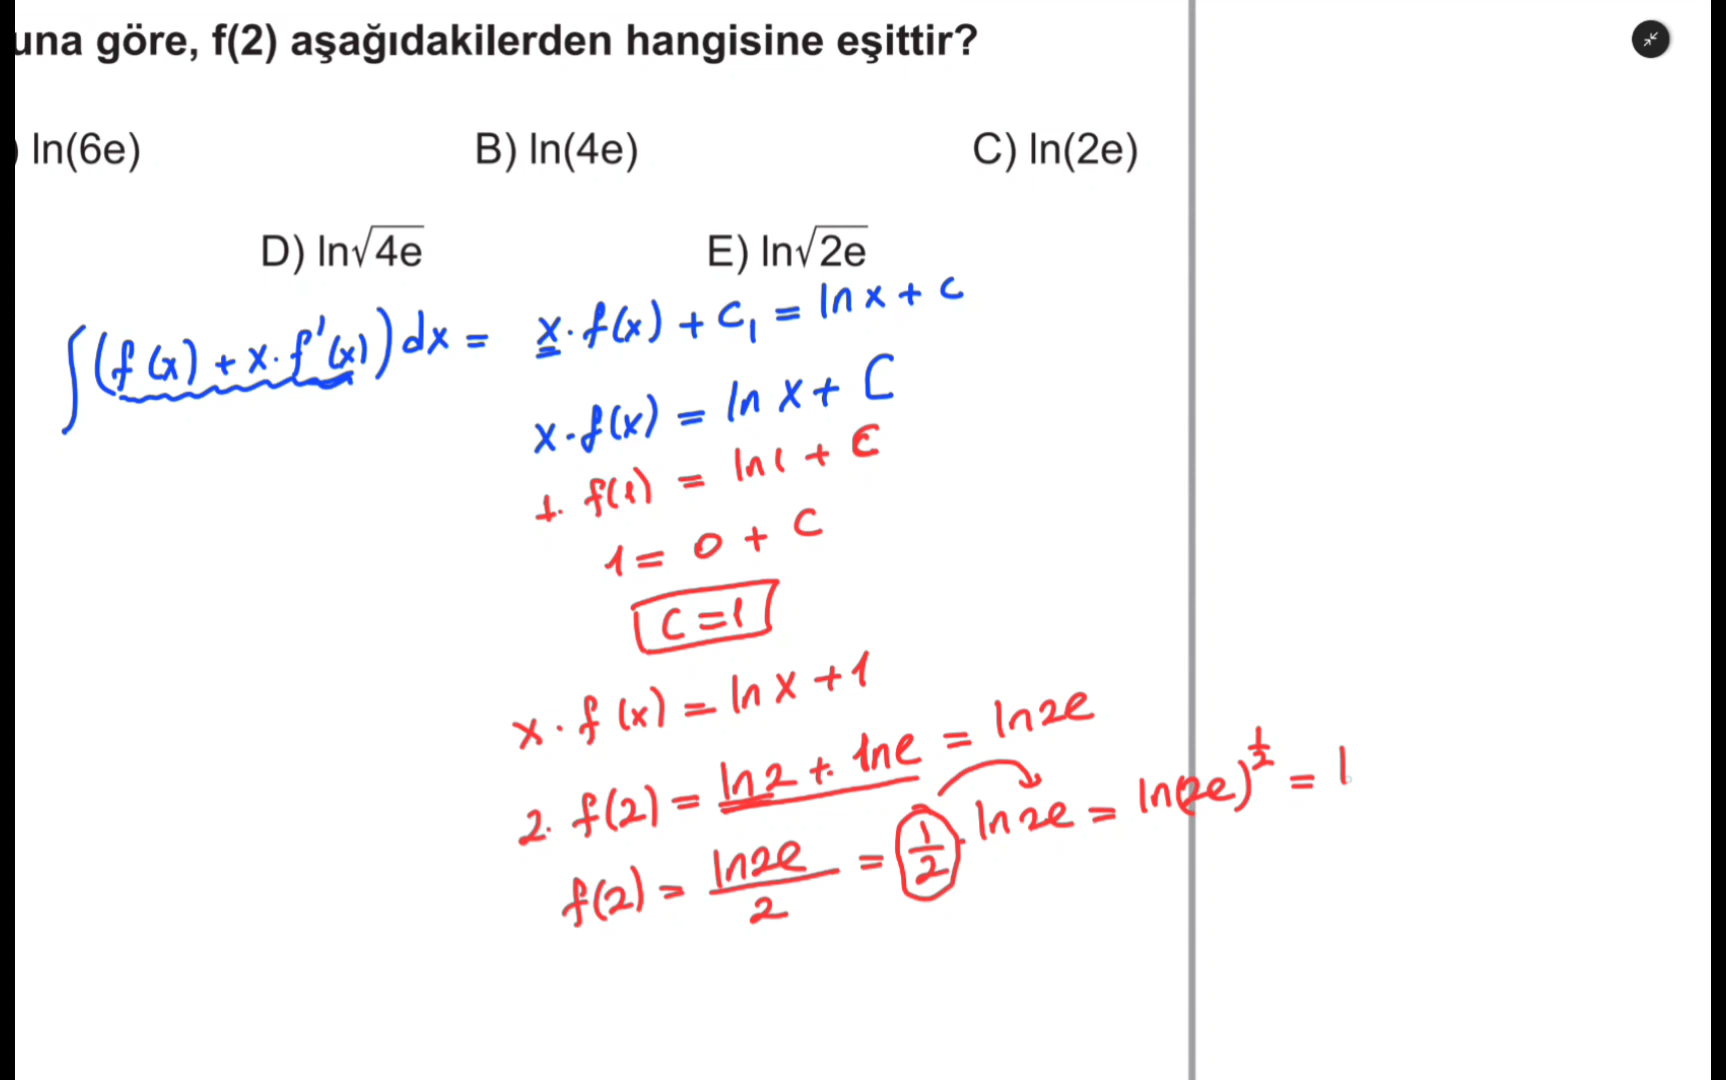 una göre, f(2) aşağıdakilerden hangisine eşittir?
) ln(6e) B) ln(4e) C) ln(2e)
D) ln√4e E) ln√2e
∫(f(x) + x·f'(x))dx = x·f(x) + C₁ = ln x + c
x·f(x) = ln x + C
1·f(1) = ln1 + C
1 = 0 + C
C = 1
x·f(x) = ln x + 1
2·f(2) = ln2 + lne = ln2e
f(2) = ln2e/2 = 1/2·ln2e = ln(2e)^1/2 = l